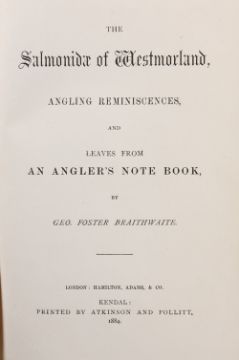 THE
Salmonidæ of Westmorland,
ANGLING REMINISCENCES,
AND
LEAVES FROM
AN ANGLER'S NOTE BOOK,
BY
GEO. FOSTER BRAITHWAITE.
LONDON: HAMILTON, ADAMS, & CO.
KENDAL:
PRINTED BY ATKINSON AND POLLITT,
1884.